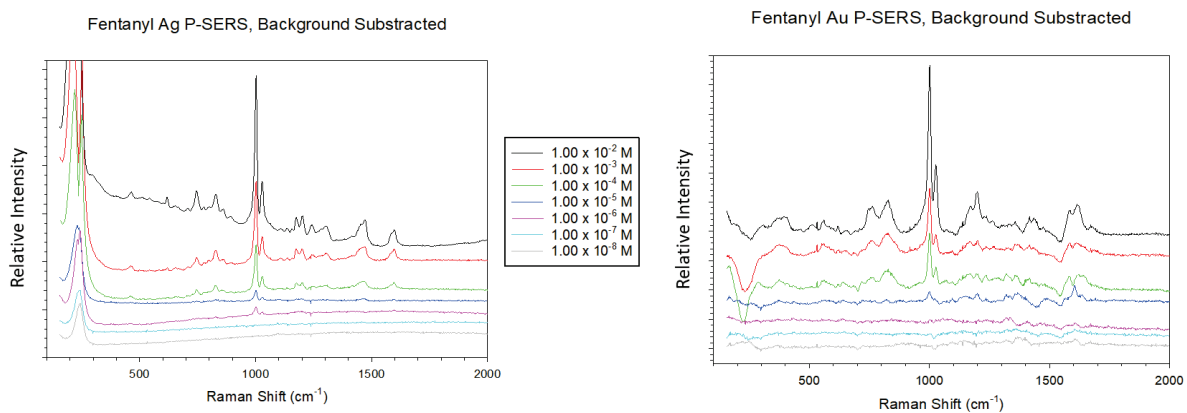 Fentanyl Ag P-SERS, Background Substracted
Relative Intensity
500
1000
1500
2000
Raman Shift (cm⁻¹)
1.00 x 10⁻² M
1.00 x 10⁻³ M
1.00 x 10⁻⁴ M
1.00 x 10⁻⁵ M
1.00 x 10⁻⁶ M
1.00 x 10⁻⁷ M
1.00 x 10⁻⁸ M
Fentanyl Au P-SERS, Background Substracted
Relative Intensity
500
1000
1500
2000
Raman Shift (cm⁻¹)